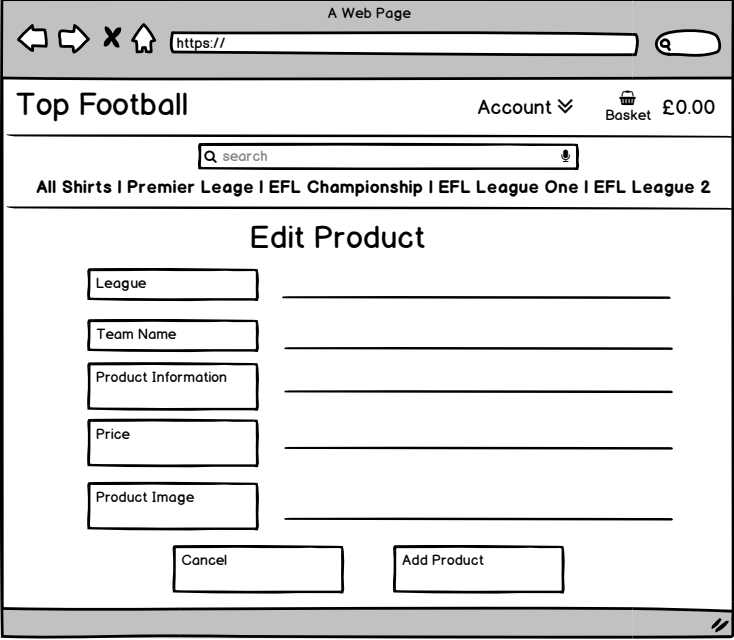 A Web Page
https://
Top Football
Account
Basket
£0.00
search
All Shirts | Premier Leage | EFL Championship | EFL League One | EFL League 2
Edit Product
League
Team Name
Product Information
Price
Product Image
Cancel
Add Product